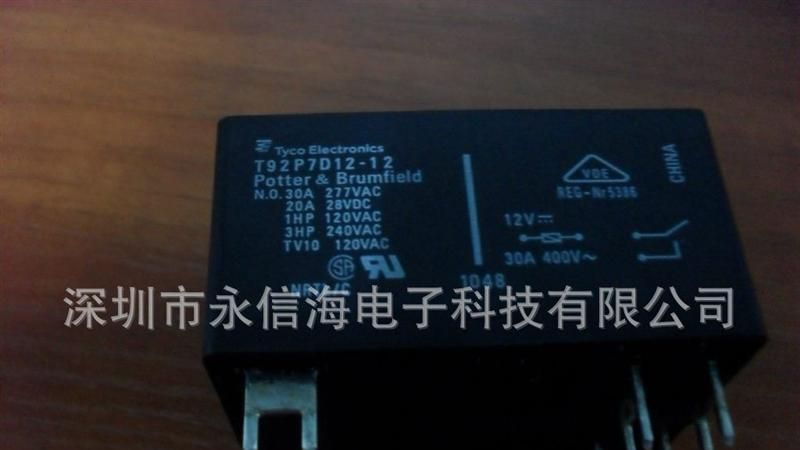 Tyco Electronics
T92P7D12-12
Potter & Brumfield
N.O. 30A 277VAC
20A 28VDC
1HP 120VAC
3HP 240VAC
TV10 120VAC
1048
VDE
REG-Nr5386
CHINA
12V
30A 400V~
深圳市永信海电子科技有限公司